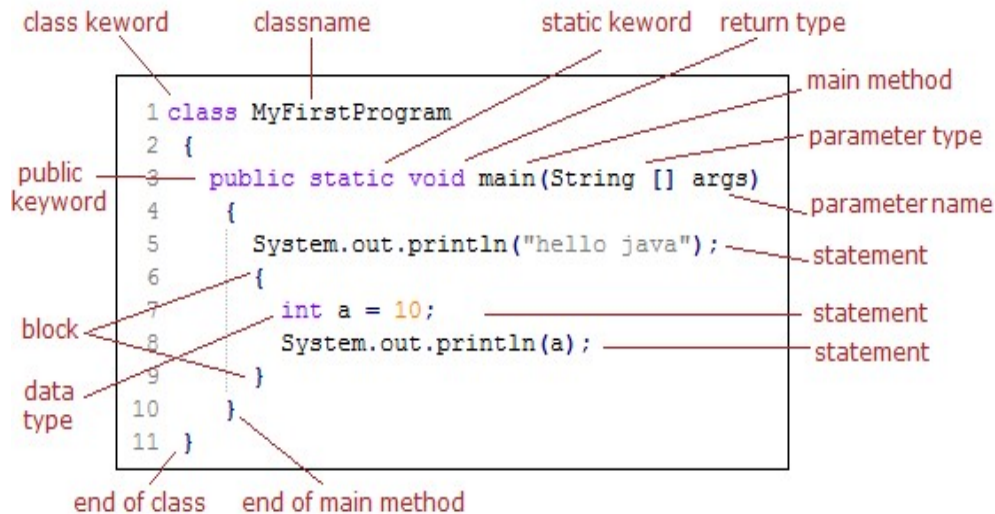 class keword classname static keword return type
main method
1 class MyFirstProgram
parameter type
2 {
public keyword
3 public static void main(String [] args)
parameter name
4 {
5 System.out.println("hello java");
statement
6 {
7 int a = 10;
statement
block
8 System.out.println(a);
statement
9 }
data type
10 }
11 }
end of class end of main method